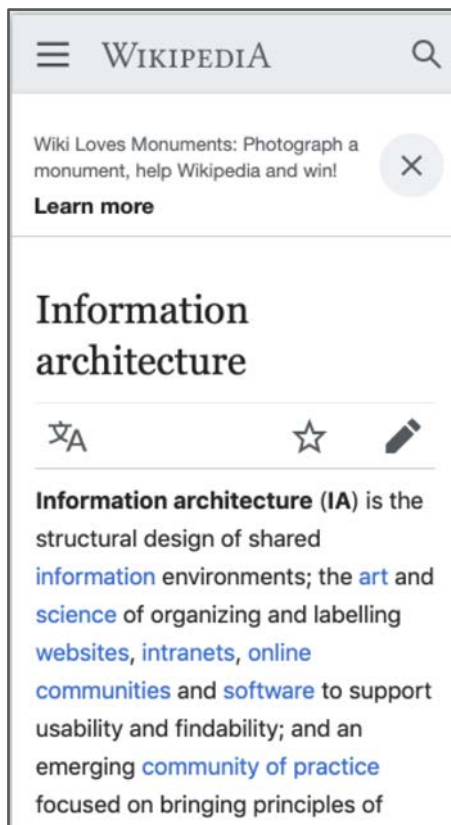 WIKIPEDIA
Wiki Loves Monuments: Photograph a
monument, help Wikipedia and win!
Learn more
Information
architecture
文A
Information architecture (IA) is the
structural design of shared
information environments; the art and
science of organizing and labelling
websites, intranets, online
communities and software to support
usability and findability; and an
emerging community of practice
focused on bringing principles of